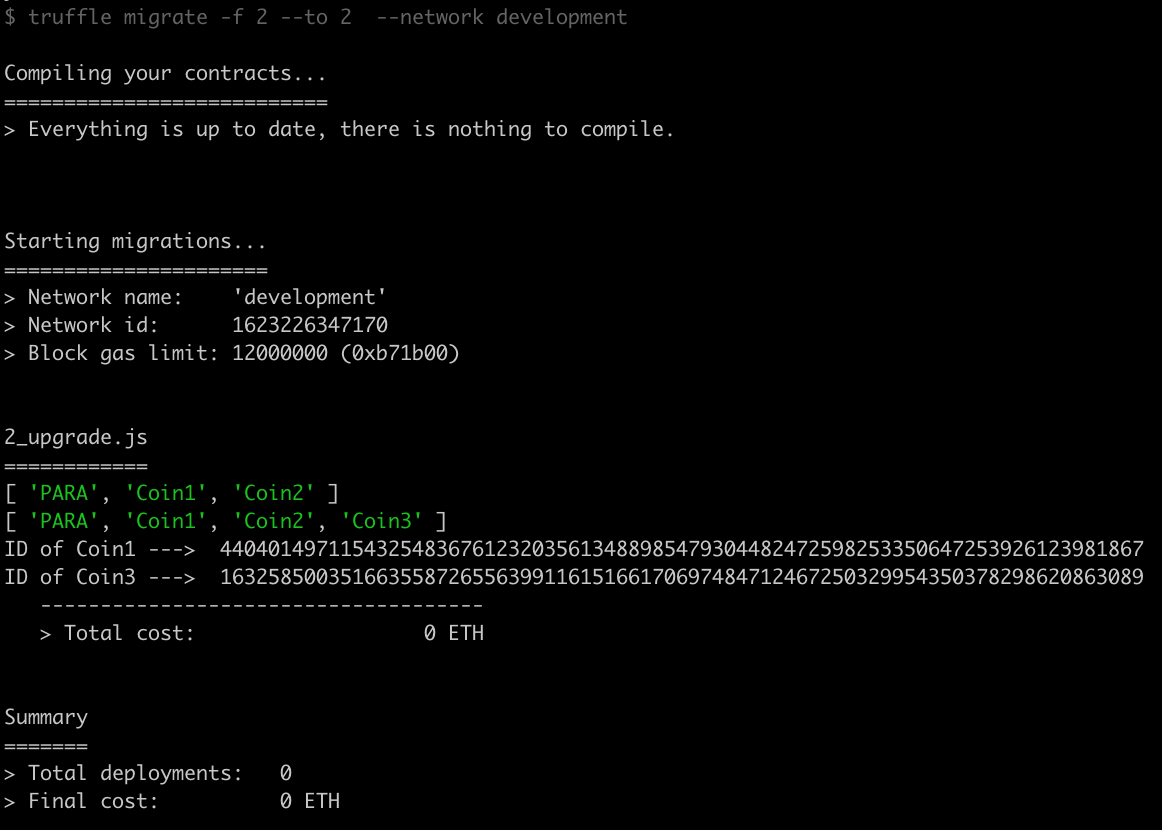 $ truffle migrate -f 2 --to 2  --network development
Compiling your contracts...
===========================
> Everything is up to date, there is nothing to compile.
Starting migrations...
======================
> Network name:    'development'
> Network id:      1623226347170
> Block gas limit: 12000000 (0xb71b00)
2_upgrade.js
============
[ 'PARA', 'Coin1', 'Coin2' ]
[ 'PARA', 'Coin1', 'Coin2', 'Coin3' ]
ID of Coin1 --->  44040149711543254836761232035613488985479304482472598253350647253926123981867
ID of Coin3 --->  16325850035166355872655639911615166170697484712467250329954350378298620863089
   -------------------------------------
   > Total cost:                   0 ETH
Summary
=======
> Total deployments:   0
> Final cost:          0 ETH